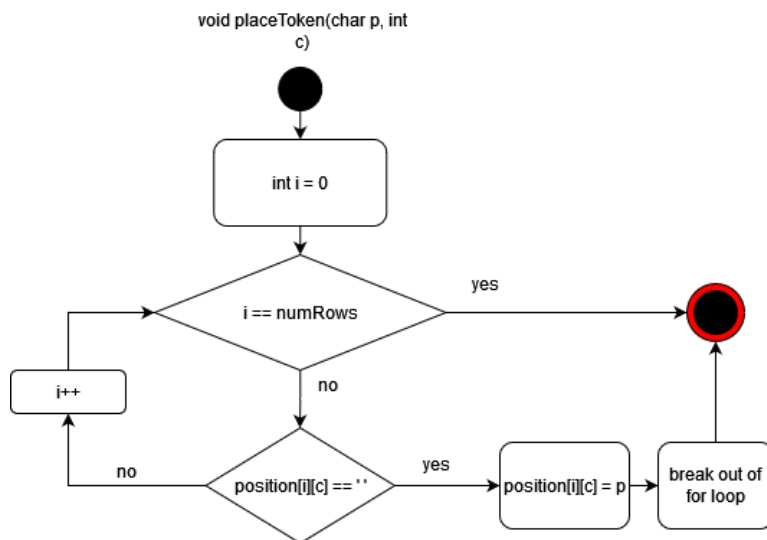 void placeToken(char p, int
c)
int i = 0
i == numRows
yes
no
i++
position[i][c] == ' '
no
yes
position[i][c] = p
break out of
for loop